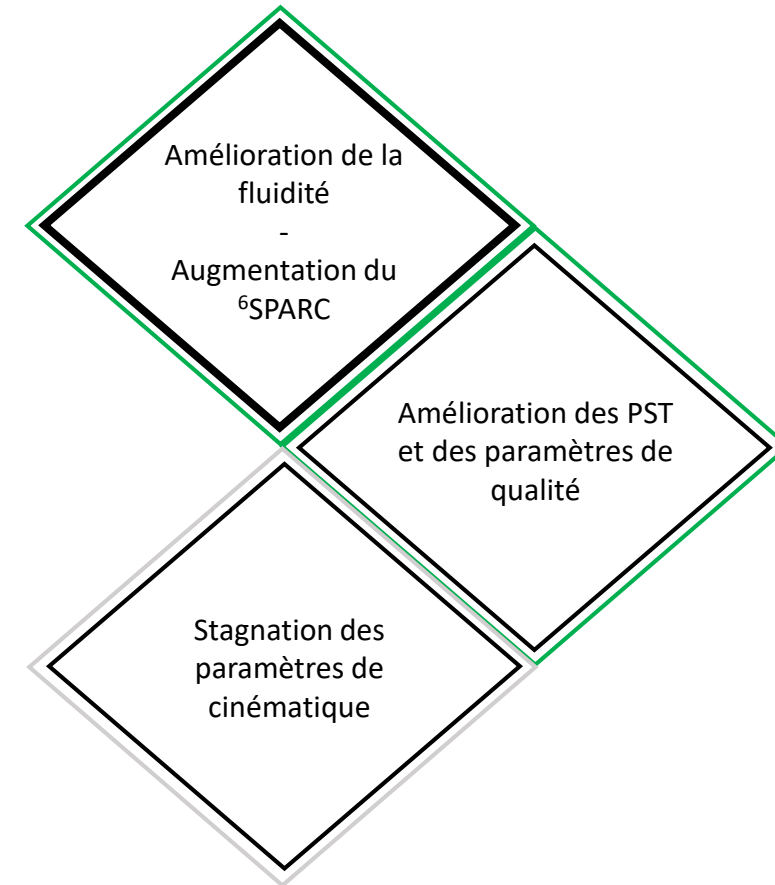 Amélioration de la
fluidité
-
Augmentation du
⁶SPARC
Amélioration des PST
et des paramètres de
qualité
Stagnation des
paramètres de
cinématique